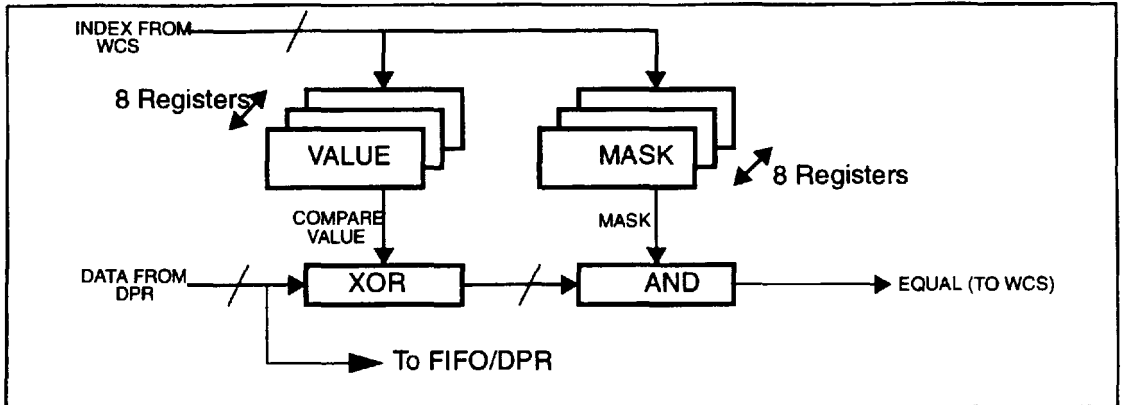 INDEX FROM
WCS
8 Registers
VALUE
MASK
8 Registers
COMPARE
VALUE
MASK
DATA FROM
DPR
XOR
AND
EQUAL (TO WCS)
To FIFO/DPR